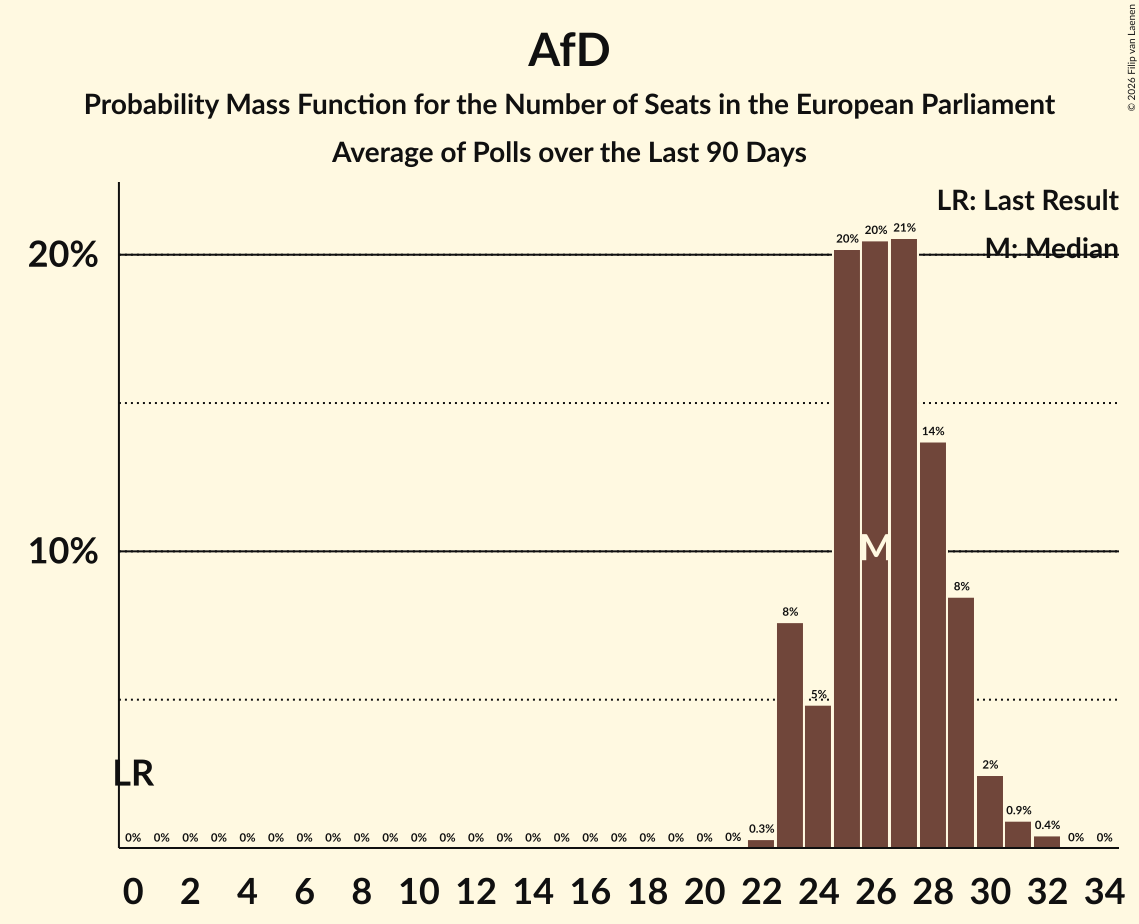 AfD
Probability Mass Function for the Number of Seats in the European Parliament
Average of Polls over the Last 90 Days
© 2026 Filip van Laenen
LR: Last Result
M: Median
20%
10%
20% 20% 21%
14%
M
8%
8%
5%
LR
2%
0.9%
0% 0% 0% 0% 0% 0% 0% 0% 0% 0% 0% 0% 0% 0% 0% 0% 0% 0% 0% 0% 0% 0% 0.3% 0.4% 0% 0%
0 2 4 6 8 10 12 14 16 18 20 22 24 26 28 30 32 34